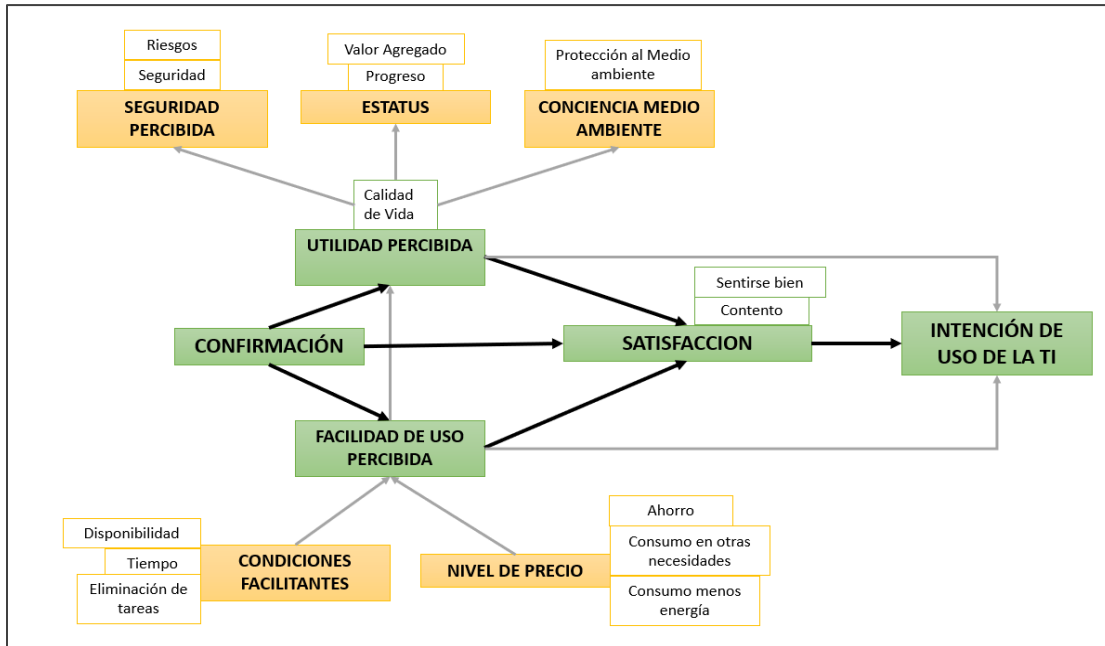 Riesgos
Seguridad
SEGURIDAD
PERCIBIDA
Valor Agregado
Progreso
ESTATUS
Protección al Medio
ambiente
CONCIENCIA MEDIO
AMBIENTE
Calidad
de Vida
UTILIDAD PERCIBIDA
Sentirse bien
Contento
CONFIRMACIÓN
SATISFACCION
INTENCIÓN DE
USO DE LA TI
FACILIDAD DE USO
PERCIBIDA
Disponibilidad
Tiempo
Eliminación de
tareas
CONDICIONES
FACILITANTES
NIVEL DE PRECIO
Ahorro
Consumo en otras
necesidades
Consumo menos
energía